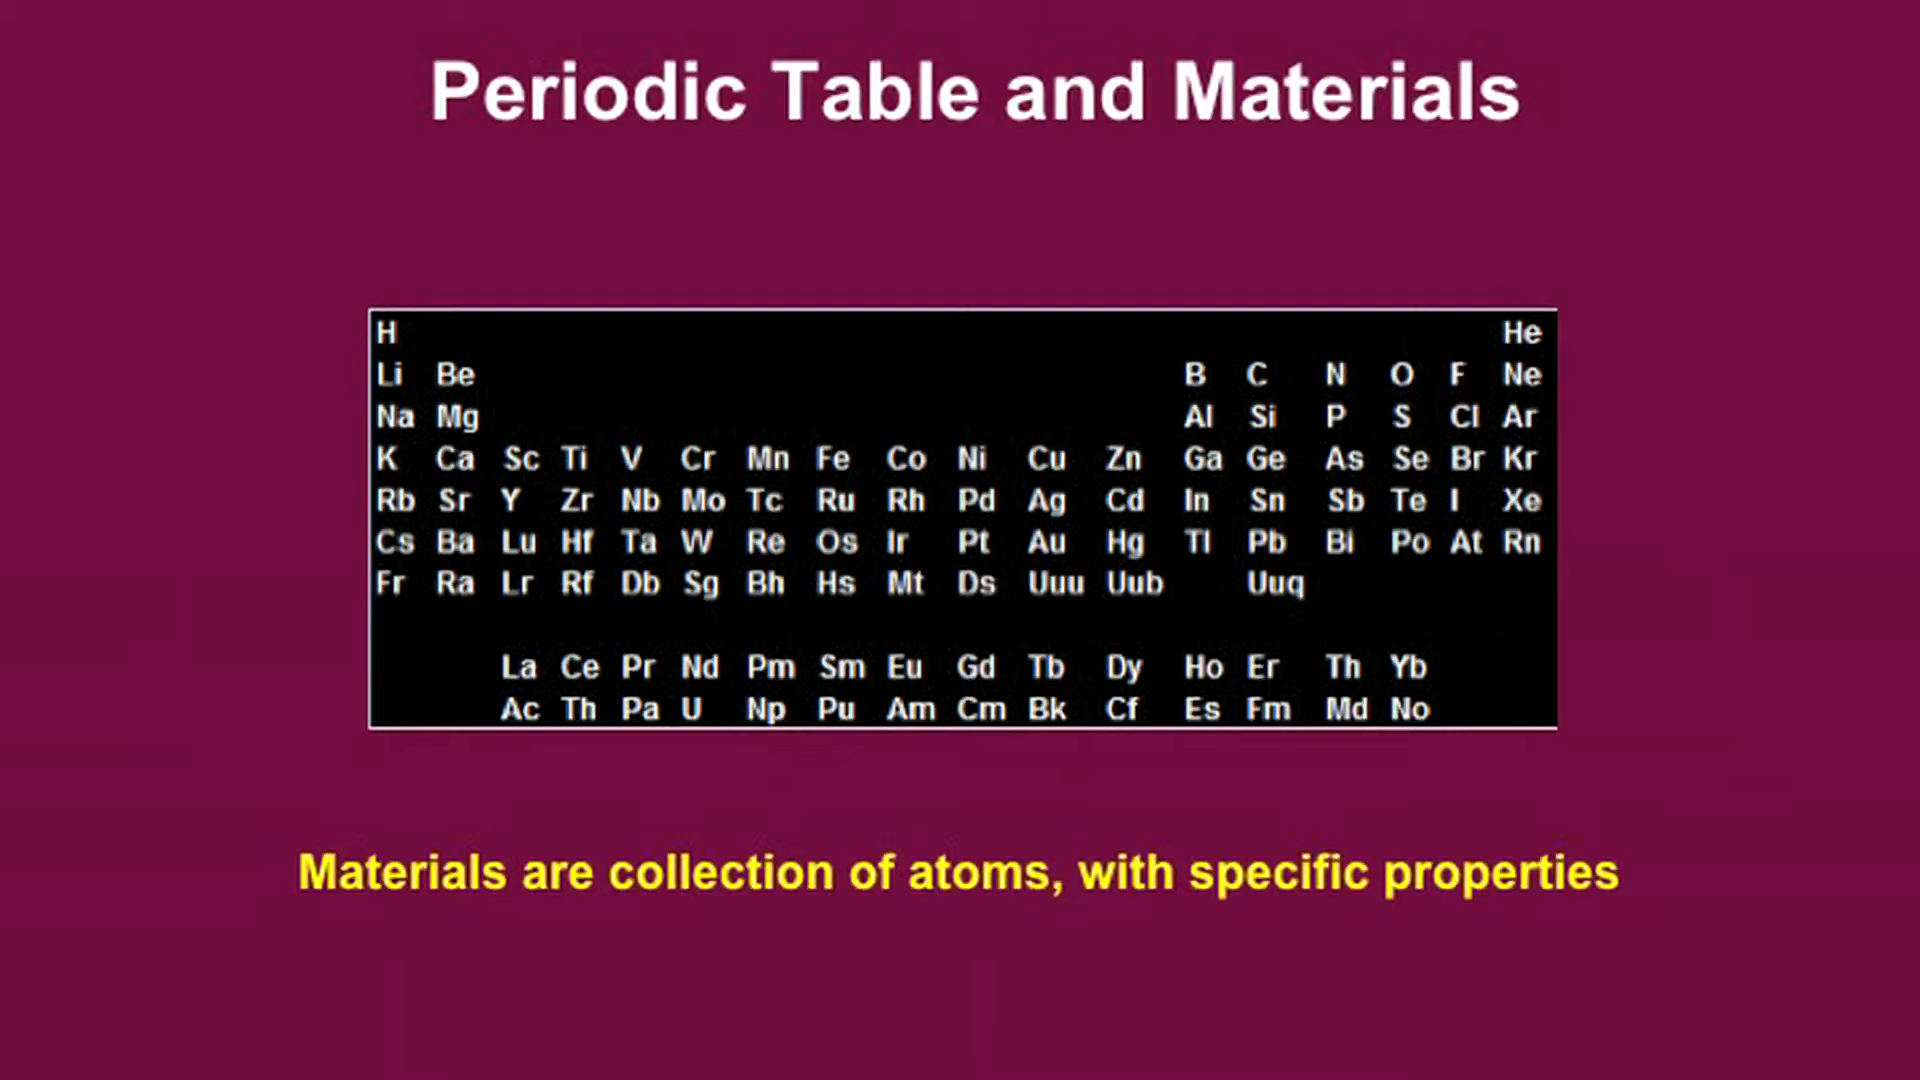 Periodic Table and Materials
H He
Li Be B C N O F Ne
Na Mg Al Si P S Cl Ar
K Ca Sc Ti V Cr Mn Fe Co Ni Cu Zn Ga Ge As Se Br Kr
Rb Sr Y Zr Nb Mo Tc Ru Rh Pd Ag Cd In Sn Sb Te I Xe
Cs Ba Lu Hf Ta W Re Os Ir Pt Au Hg Tl Pb Bi Po At Rn
Fr Ra Lr Rf Db Sg Bh Hs Mt Ds Uuu Uub Uuq
La Ce Pr Nd Pm Sm Eu Gd Tb Dy Ho Er Th Yb
Ac Th Pa U Np Pu Am Cm Bk Cf Es Fm Md No
Materials are collection of atoms, with specific properties